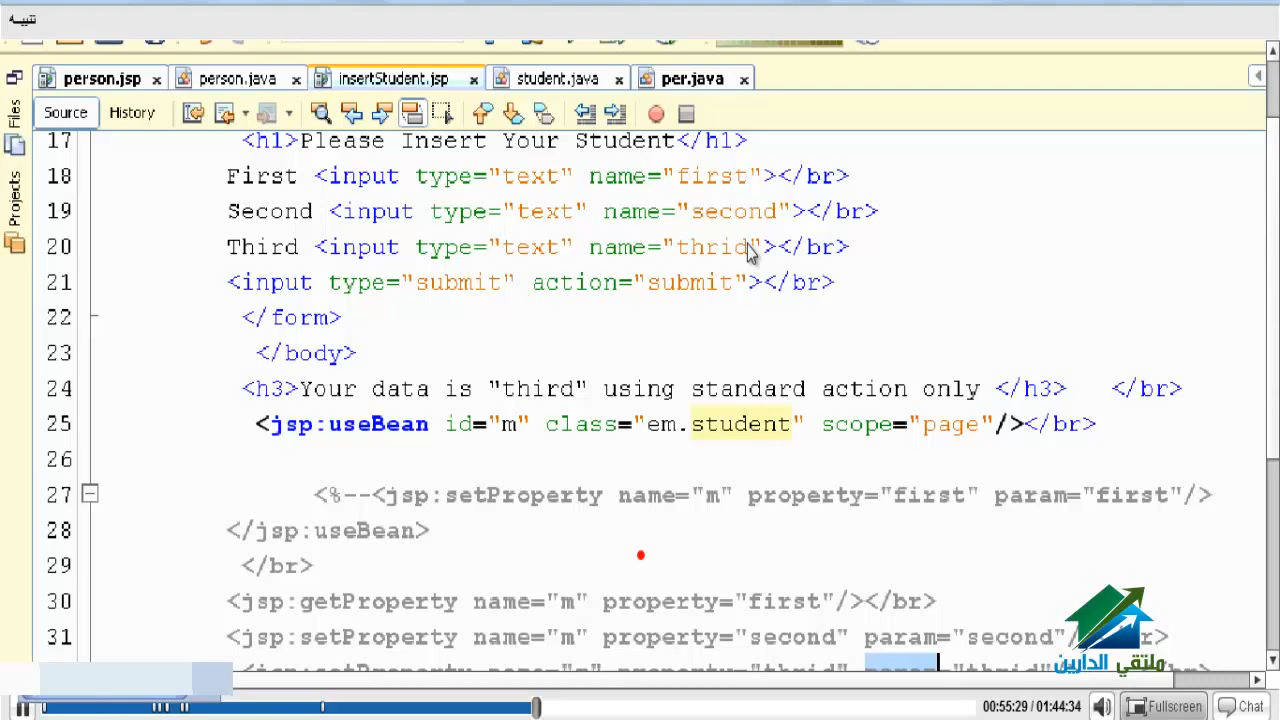 تنبيه
person.jsp person.java insertStudent.jsp student.java per.java
Source History
Files
Projects
17 <h1>Please Insert Your Student</h1>
18 First <input type="text" name="first"></br>
19 Second <input type="text" name="second"></br>
20 Third <input type="text" name="thrid"></br>
21 <input type="submit" action="submit"></br>
22 </form>
23 </body>
24 <h3>Your data is "third" using standard action only </h3> </br>
25 <jsp:useBean id="m" class="em.student" scope="page"/></br>
26
27 <%--<jsp:setProperty name="m" property="first" param="first"/>
28 </jsp:useBean>
29 </br>
30 <jsp:getProperty name="m" property="first"/></br>
31 <jsp:setProperty name="m" property="second" param="second"/
ملتقي الدارين
00:55:29 / 01:44:34 Fullscreen Chat